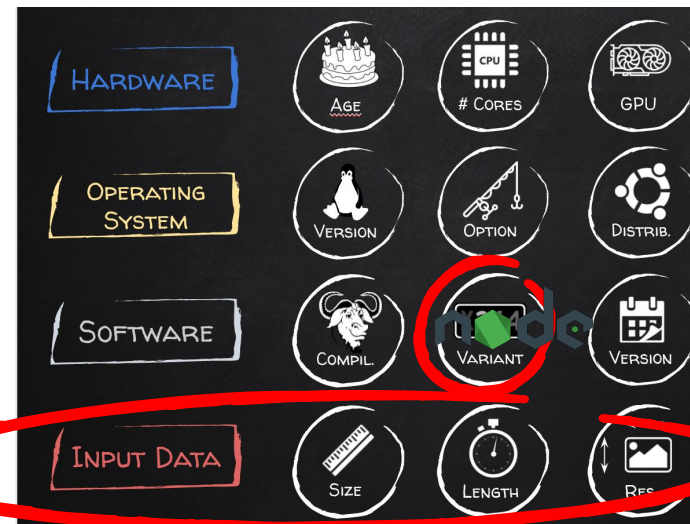 HARDWARE
AGE
CPU
# CORES
GPU
OPERATING
SYSTEM
VERSION
OPTION
DISTRIB.
SOFTWARE
COMPIL.
node
VARIANT
VERSION
INPUT DATA
SIZE
LENGTH
RES.